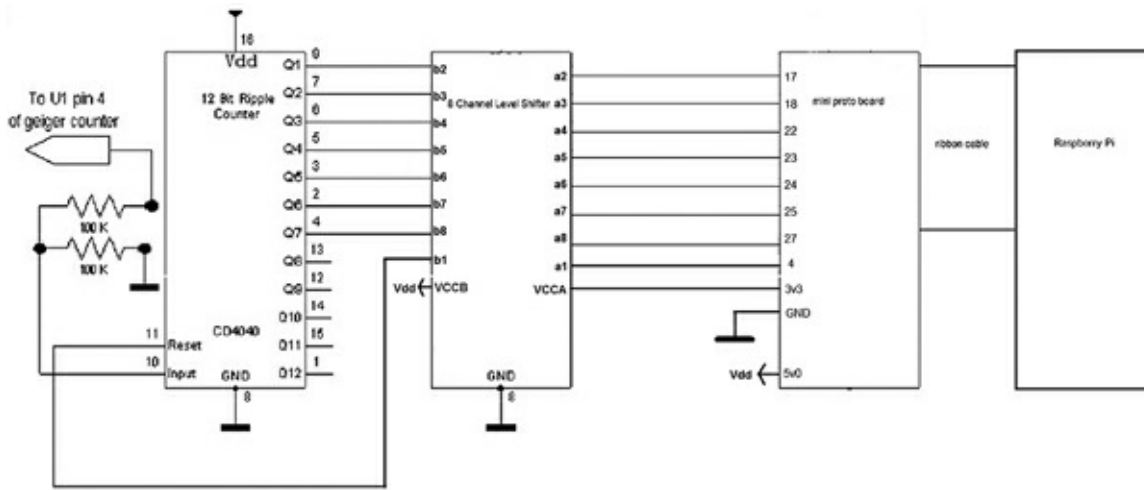 To U1 pin 4
of geiger counter
100 K
100 K
16
Vdd
12 Bit Ripple
Counter
CD4040
11
Reset
10
Input
GND
8
Q1
9
Q2
7
Q3
6
Q4
5
Q5
3
Q6
2
Q7
4
Q8
13
Q9
12
Q10
14
Q11
15
Q12
1
8 Channel Level Shifter
b2
b3
b4
b5
b6
b7
b8
b1
Vdd
VCCB
GND
8
a2
a3
a4
a5
a6
a7
a8
a1
VCCA
mini proto board
17
18
22
23
24
25
27
4
3v3
GND
Vdd
5v0
ribbon cable
Raspberry Pi